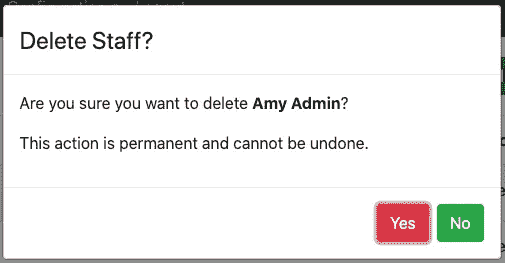 Delete Staff?
Are you sure you want to delete Amy Admin?
This action is permanent and cannot be undone.
Yes No